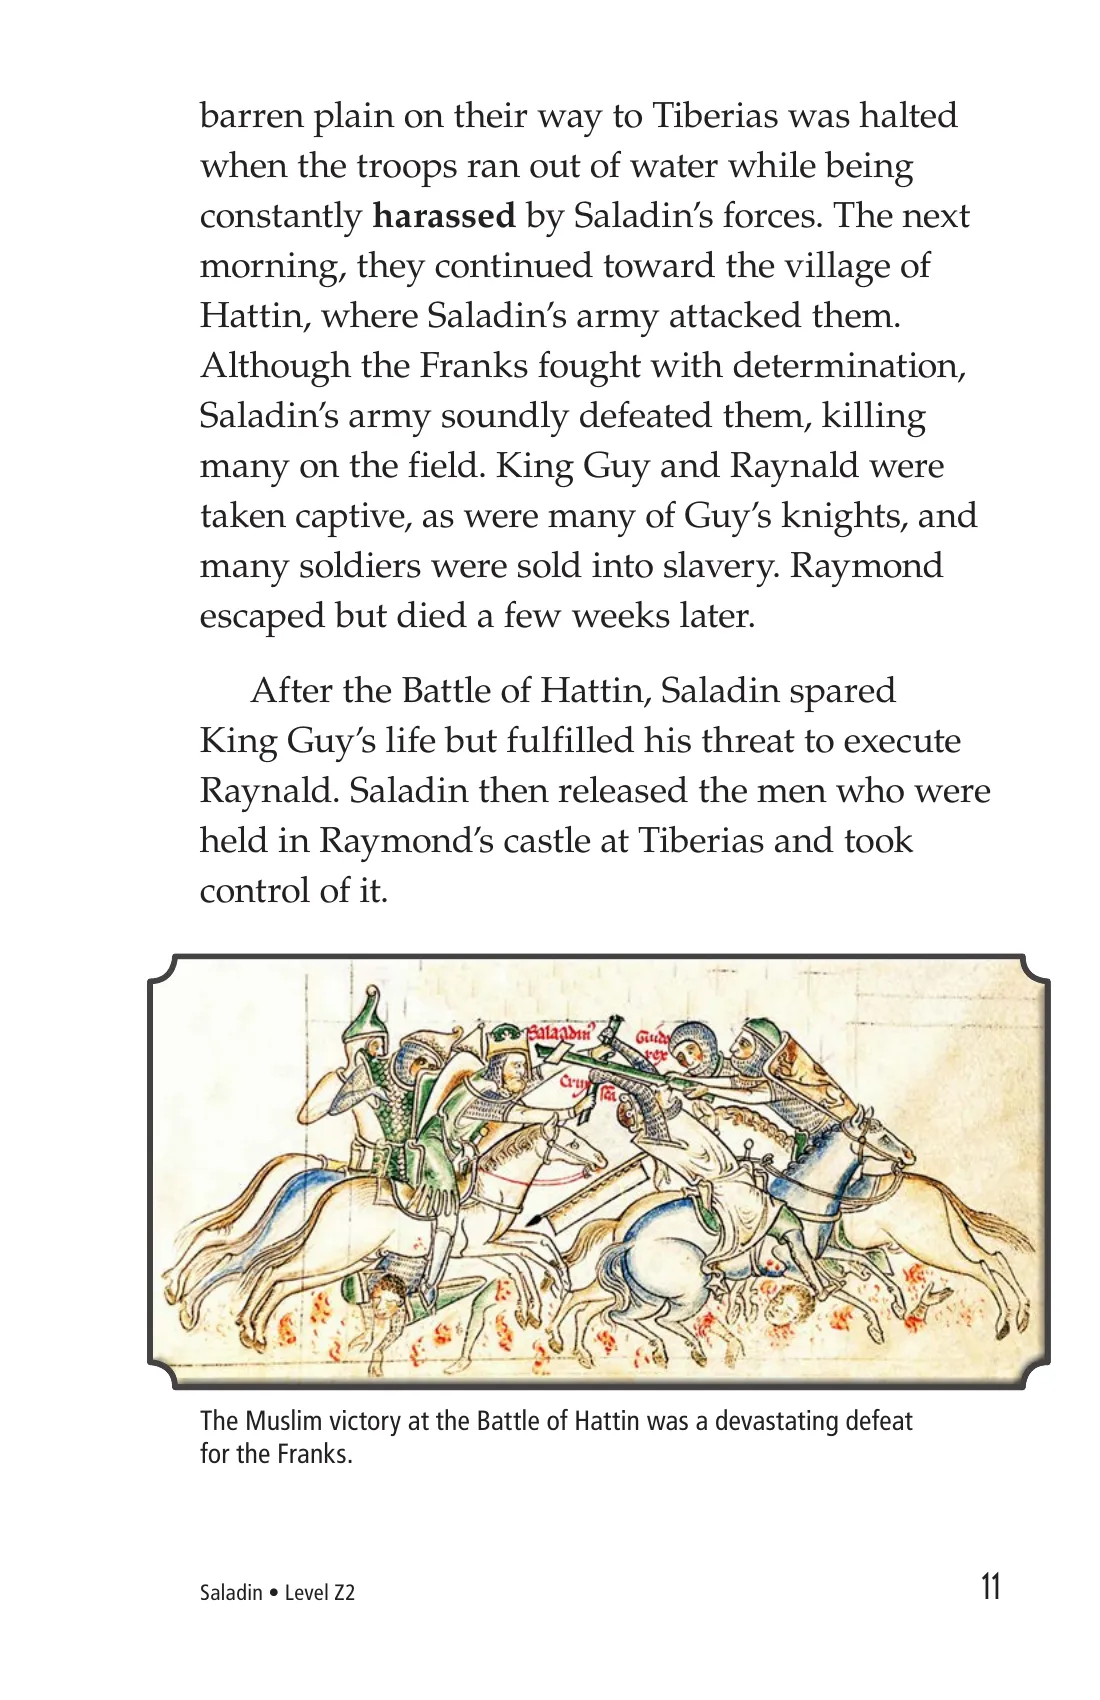 barren plain on their way to Tiberias was halted
when the troops ran out of water while being
constantly harassed by Saladin’s forces. The next
morning, they continued toward the village of
Hattin, where Saladin’s army attacked them.
Although the Franks fought with determination,
Saladin’s army soundly defeated them, killing
many on the field. King Guy and Raynald were
taken captive, as were many of Guy’s knights, and
many soldiers were sold into slavery. Raymond
escaped but died a few weeks later.
After the Battle of Hattin, Saladin spared
King Guy’s life but fulfilled his threat to execute
Raynald. Saladin then released the men who were
held in Raymond’s castle at Tiberias and took
control of it.
Guido
rex
The Muslim victory at the Battle of Hattin was a devastating defeat
for the Franks.
Saladin • Level Z2
11